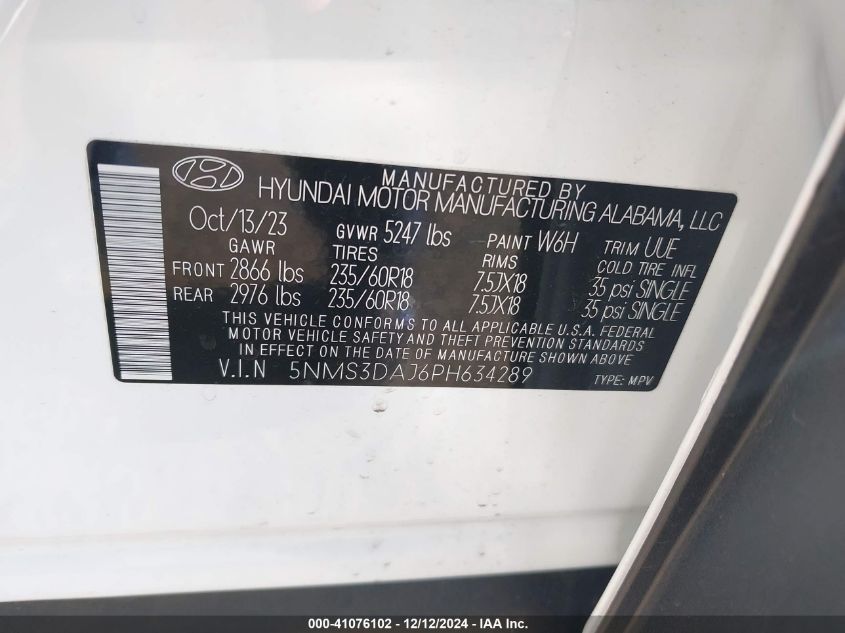 MANUFACTURED BY
HYUNDAI MOTOR MANUFACTURING ALABAMA, LLC
Oct/13/23 GVWR 5247 lbs PAINT W6H TRIM UUE
GAWR TIRES RIMS COLD TIRE INFL
FRONT 2866 lbs 235/60R18 7.5JX18 35 psi SINGLE
REAR 2976 lbs 235/60R18 7.5JX18 35 psi SINGLE
THIS VEHICLE CONFORMS TO ALL APPLICABLE U.S.A. FEDERAL
MOTOR VEHICLE SAFETY AND THEFT PREVENTION STANDARDS
IN EFFECT ON THE DATE OF MANUFACTURE SHOWN ABOVE
V.I.N 5NMS3DAJ6PH634289 TYPE: MPV
000-41076102 - 12/12/2024 - IAA Inc.